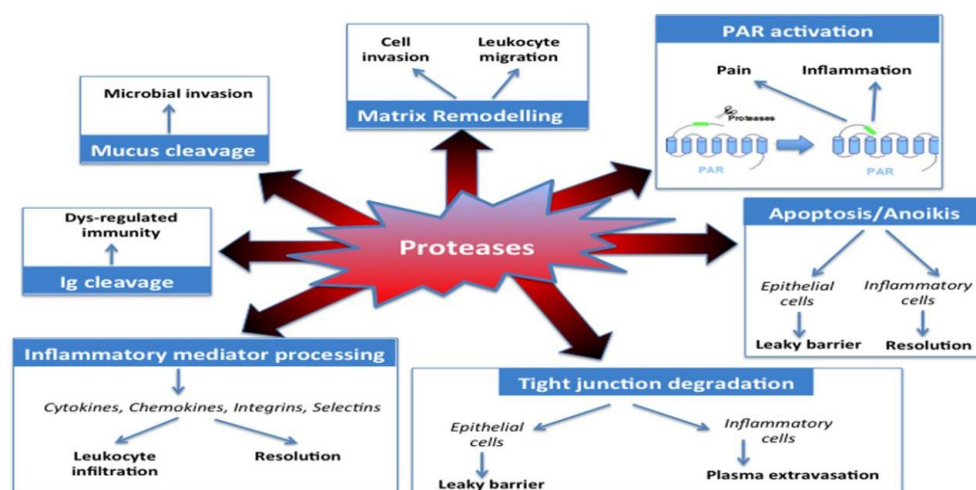 PAR activation
Pain
Inflammation
Proteases
PAR
PAR
Cell
invasion
Leukocyte
migration
Matrix Remodelling
Microbial invasion
Mucus cleavage
Dys-regulated
immunity
Ig cleavage
Proteases
Apoptosis/Anoikis
Epithelial
cells
Inflammatory
cells
Leaky barrier
Resolution
Inflammatory mediator processing
Cytokines, Chemokines, Integrins, Selectins
Leukocyte
infiltration
Resolution
Tight junction degradation
Epithelial
cells
Inflammatory
cells
Leaky barrier
Plasma extravasation